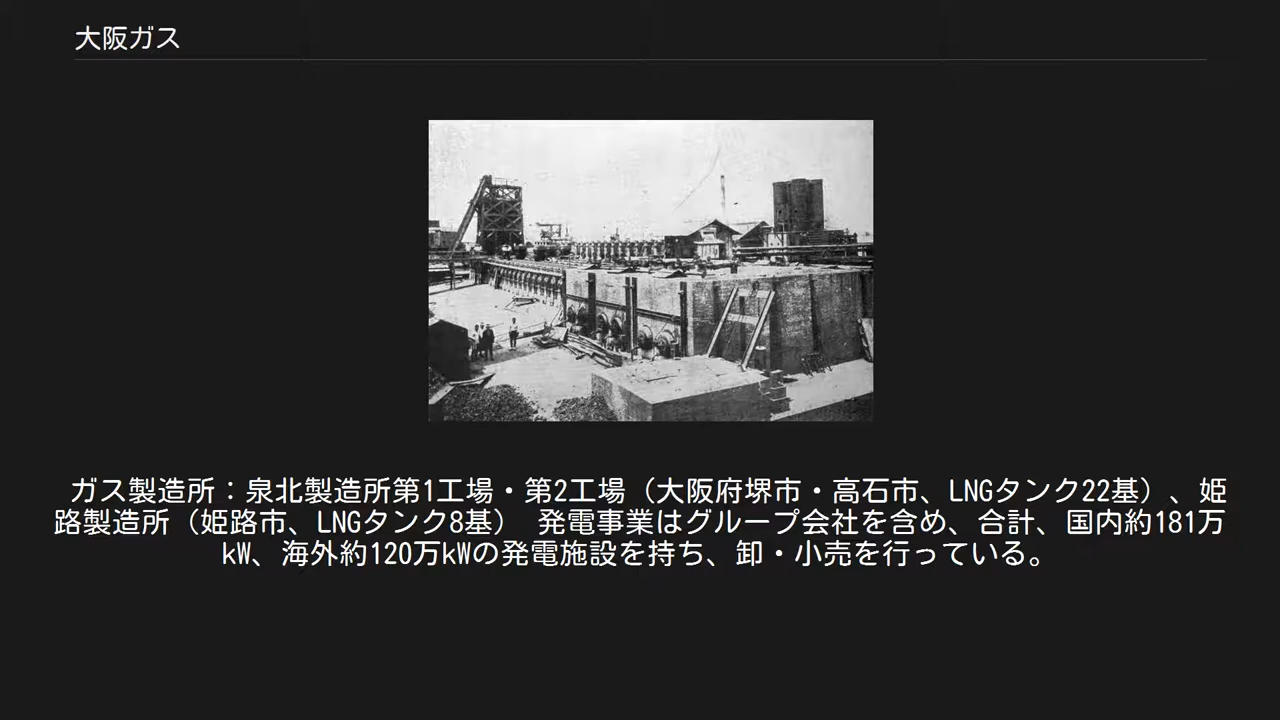 大阪ガス
ガス製造所：泉北製造所第1工場・第2工場（大阪府堺市・高石市、LNGタンク22基）、姫
路製造所（姫路市、LNGタンク8基） 発電事業はグループ会社を含め、合計、国内約181万
kW、海外約120万kWの発電施設を持ち、卸・小売を行っている。